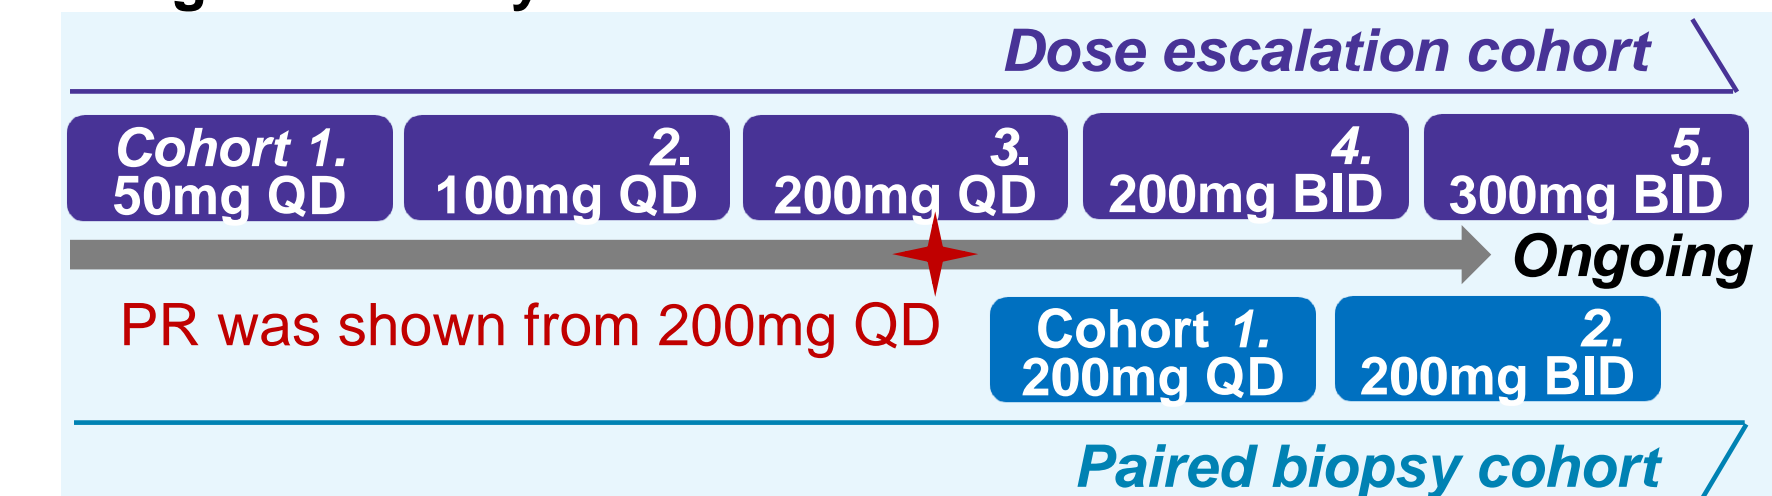 Dose escalation cohort
Cohort 1.
50mg QD
2.
100mg QD
3.
200mg QD
4.
200mg BID
5.
300mg BID
Ongoing
PR was shown from 200mg QD
Cohort 1.
200mg QD
2.
200mg BID
Paired biopsy cohort